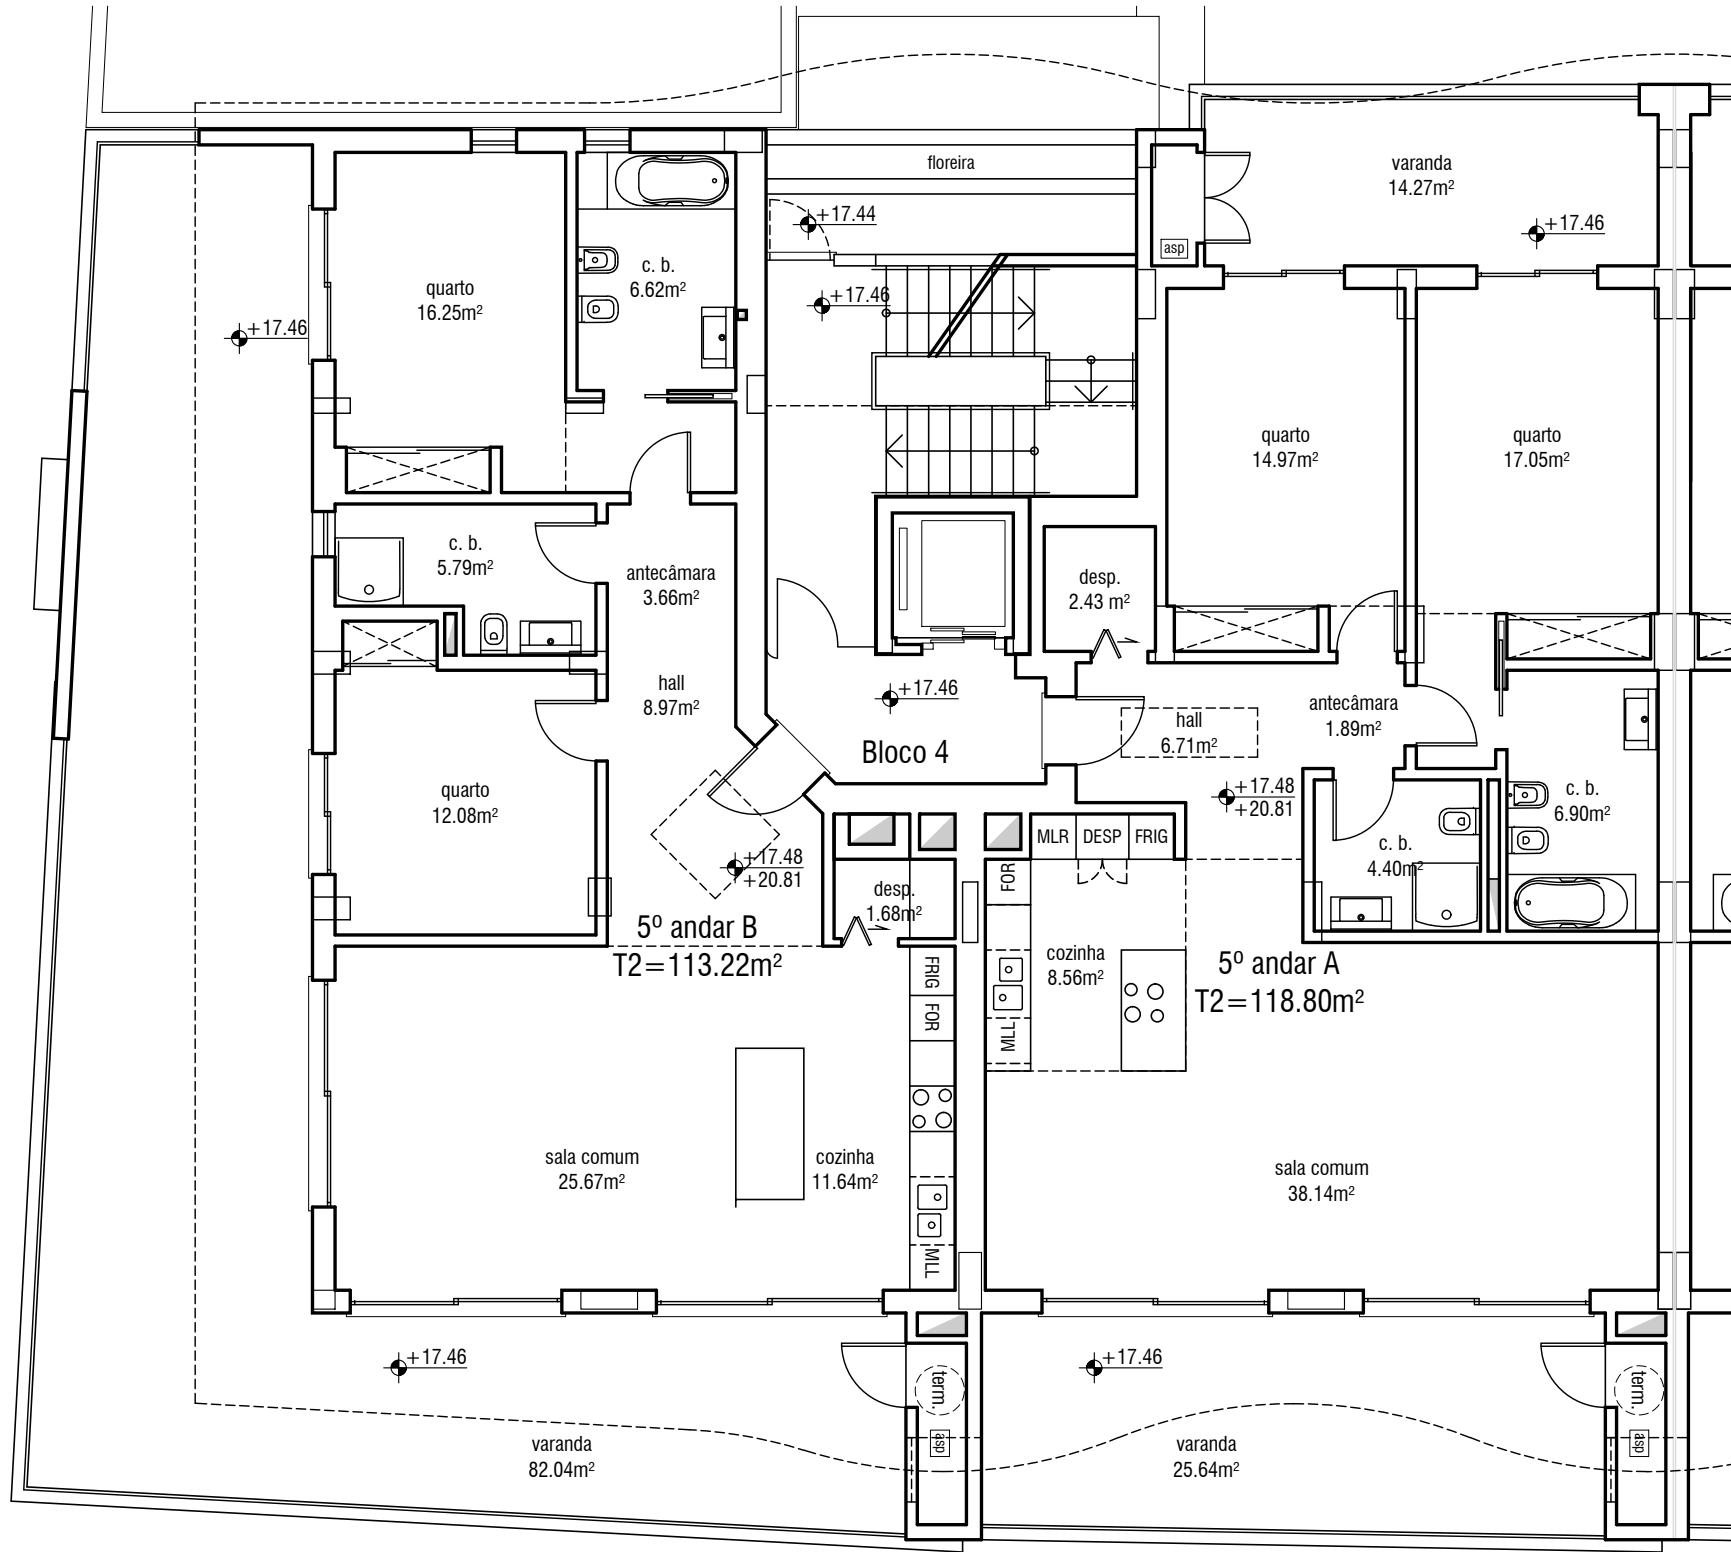 floreira
varanda
14.27m²
+17.44
asp
+17.46
c. b.
6.62m²
quarto
16.25m²
+17.46
+17.46
quarto
14.97m²
quarto
17.05m²
c. b.
5.79m²
antecâmara
3.66m²
desp.
2.43 m²
hall
8.97m²
+17.46
antecâmara
1.89m²
hall
6.71m²
Bloco 4
quarto
12.08m²
+17.48
+20.81
c. b.
6.90m²
MLR
DESP
FRIG
c. b.
4.40m²
+17.48
+20.81
desp.
1.68m²
FOR
5º andar B
T2=113.22m²
cozinha
8.56m²
5º andar A
T2=118.80m²
FRIG
FOR
MLL
sala comum
25.67m²
cozinha
11.64m²
sala comum
38.14m²
MLL
+17.46
+17.46
term.
term.
asp
asp
varanda
82.04m²
varanda
25.64m²